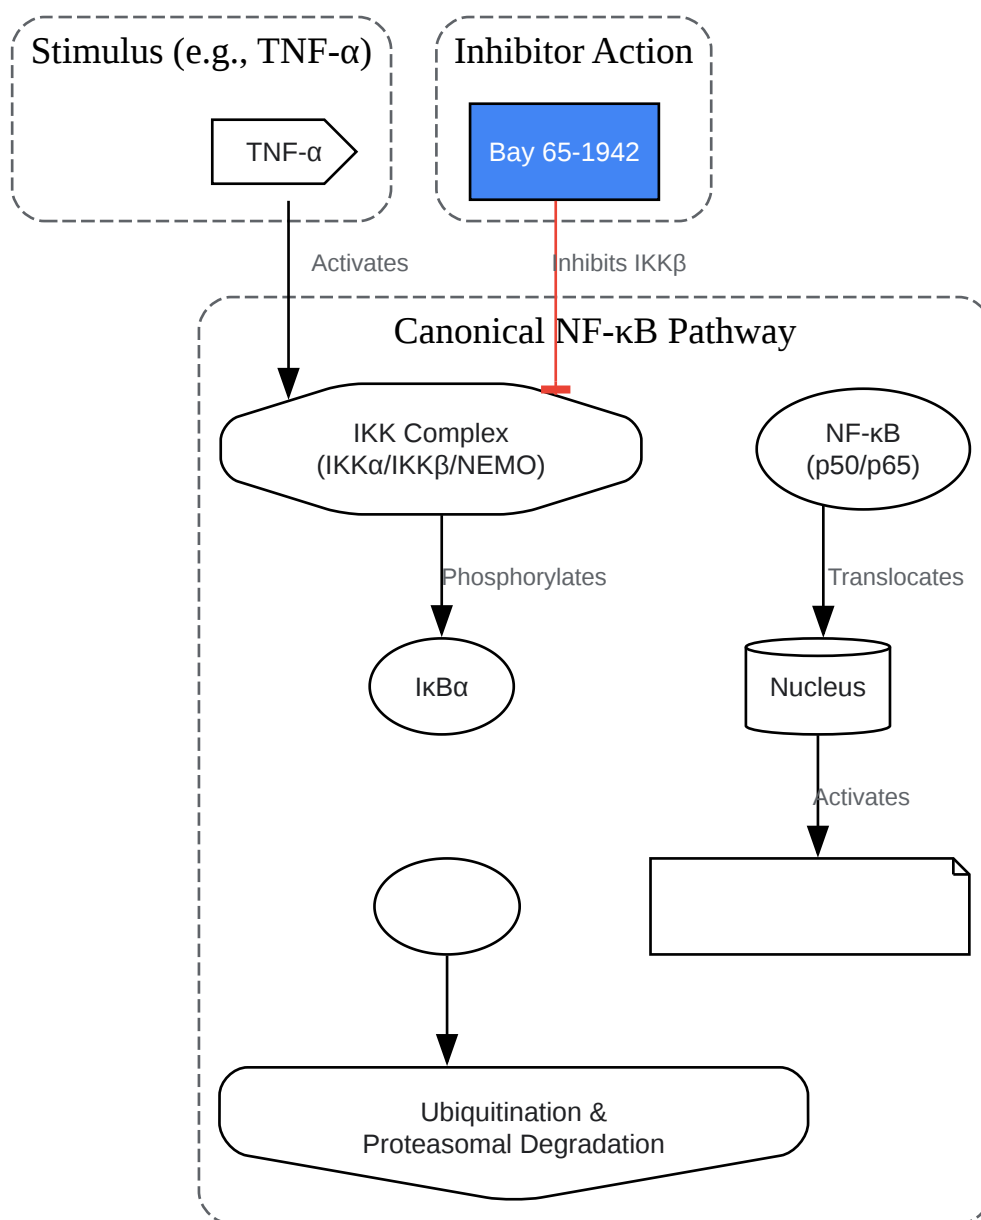 Stimulus (e.g., TNF-α)
Inhibitor Action
TNF-α
Bay 65-1942
Activates
Inhibits IKKβ
Canonical NF-κB Pathway
IKK Complex
(IKKα/IKKβ/NEMO)
NF-κB
(p50/p65)
Phosphorylates
Translocates
IκBα
Nucleus
Activates
Ubiquitination &
Proteasomal Degradation